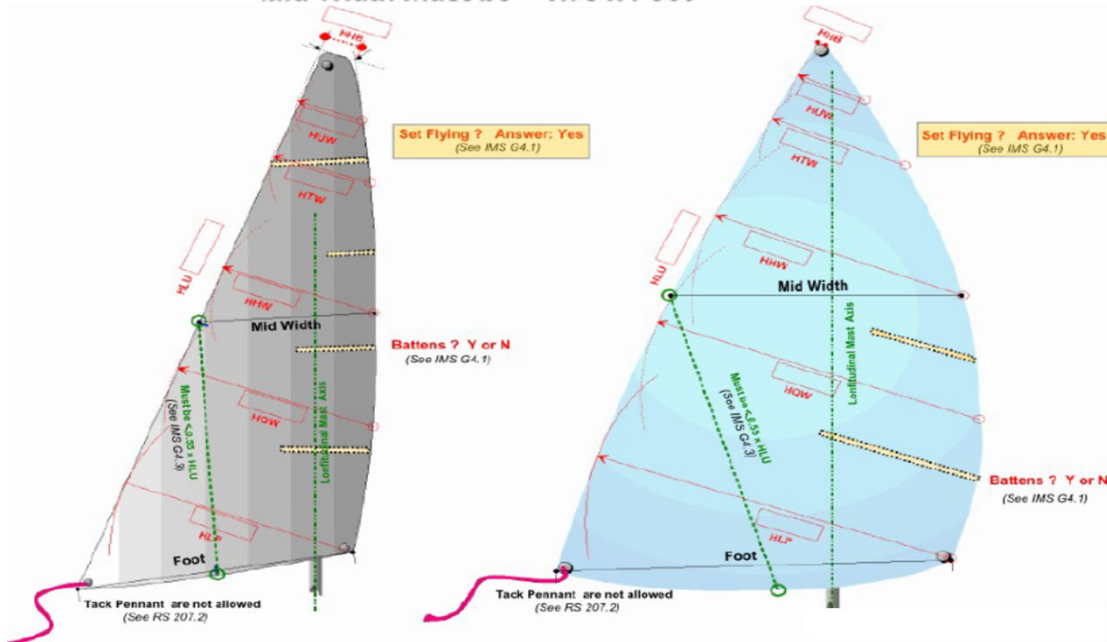 HHB
HUW
HTW
HLU
HHW
Mid Width
HQW
Must be <0.55 x HLU
(See IMS G4.3)
Lonfitudinal Mast Axis
HLP
Foot
Tack Pennant are not allowed
(See RS 207.2)
Set Flying ? Answer: Yes
(See IMS G4.1)
Battens ? Y or N
(See IMS G4.1)
HHB
HUW
HTW
HLU
HHW
Mid Width
HQW
Must be <0.55 x HLU
(See IMS G4.3)
Lonfitudinal Mast Axis
HLP
Foot
Tack Pennant are not allowed
(See RS 207.2)
Set Flying ? Answer: Yes
(See IMS G4.1)
Battens ? Y or N
(See IMS G4.1)